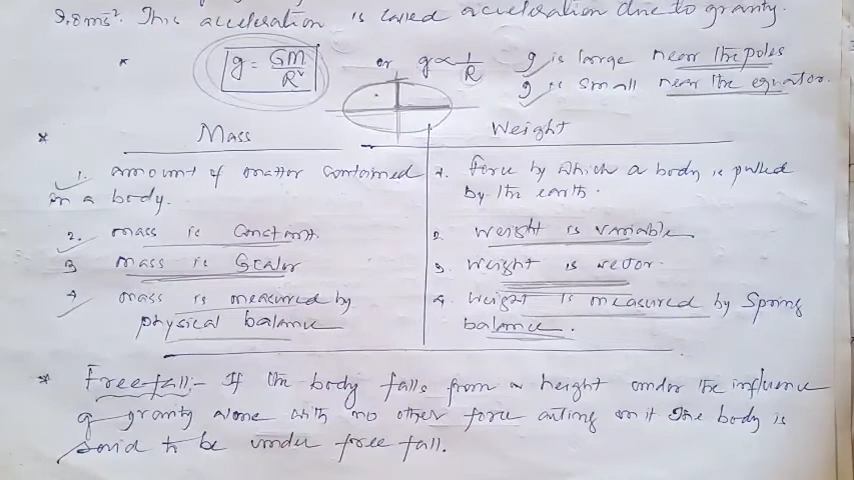 9.8ms². This acceleration is called acceleration due to gravity.
* g = GM/R² or g ∝ 1/R g is large near the poles
g is small near the equator.
* Mass Weight
1. amount of matter contained
in a body.
1. Force by which a body is pulled
by the earth.
2. mass is Constant.
2. weight is variable
3 mass is Scalar
3. weight is vector.
4 mass is measured by
physical balance
4. weight is measured by Spring
balance.
* Free fall:- If the body falls from a height under the influence
of gravity alone with no other force acting on it the body is
said to be under free fall.